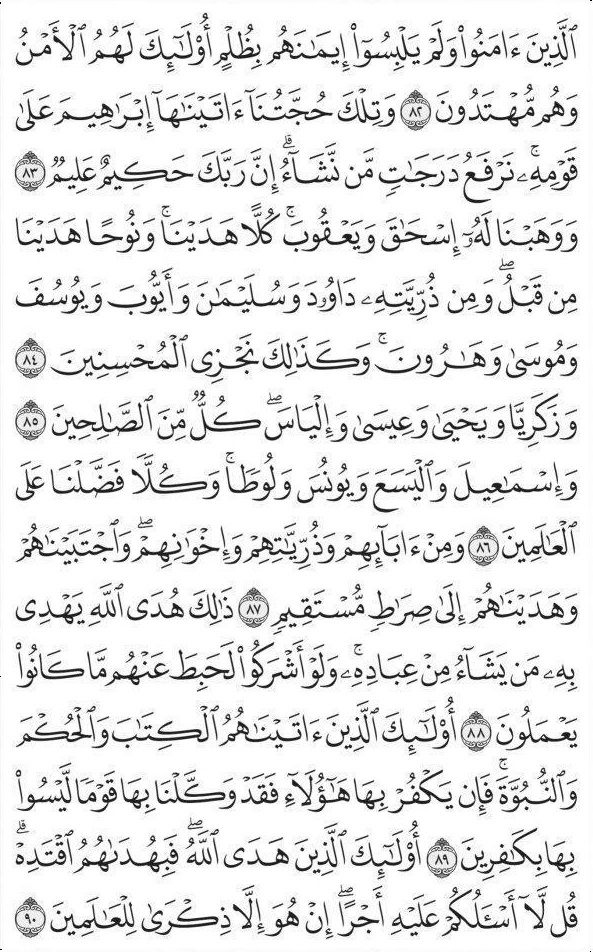 ٱلَّذِينَ ءَامَنُوا۟ وَلَمْ يَلْبِسُوٓا۟ إِيمَـٰنَهُم بِظُلْمٍ أُو۟لَـٰٓئِكَ لَهُمُ ٱلْأَمْنُ
وَهُم مُّهْتَدُونَ ٨٢ وَتِلْكَ حُجَّتُنَآ ءَاتَيْنَـٰهَآ إِبْرَٰهِيمَ عَلَىٰ
قَوْمِهِۦۚ نَرْفَعُ دَرَجَـٰتٍ مَّن نَّشَآءُۗ إِنَّ رَبَّكَ حَكِيمٌ عَلِيمٌ ٨٣
وَوَهَبْنَا لَهُۥٓ إِسْحَـٰقَ وَيَعْقُوبَۚ كُلًّا هَدَيْنَاۚ وَنُوحًا هَدَيْنَا
مِن قَبْلُۖ وَمِن ذُرِّيَّتِهِۦ دَاوُۥدَ وَسُلَيْمَـٰنَ وَأَيُّوبَ وَيُوسُفَ
وَمُوسَىٰ وَهَـٰرُونَۚ وَكَذَٰلِكَ نَجْزِى ٱلْمُحْسِنِينَ ٨٤
وَزَكَرِيَّا وَيَحْيَىٰ وَعِيسَىٰ وَإِلْيَاسَۖ كُلٌّ مِّنَ ٱلصَّـٰلِحِينَ ٨٥
وَإِسْمَـٰعِيلَ وَٱلْيَسَعَ وَيُونُسَ وَلُوطًاۚ وَكُلًّا فَضَّلْنَا عَلَى
ٱلْعَـٰلَمِينَ ٨٦ وَمِنْ ءَابَآئِهِمْ وَذُرِّيَّـٰتِهِمْ وَإِخْوَٰنِهِمْۖ وَٱجْتَبَيْنَـٰهُمْ
وَهَدَيْنَـٰهُمْ إِلَىٰ صِرَٰطٍ مُّسْتَقِيمٍ ٨٧ ذَٰلِكَ هُدَى ٱللَّهِ يَهْدِى
بِهِۦ مَن يَشَآءُ مِنْ عِبَادِهِۦۚ وَلَوْ أَشْرَكُوا۟ لَحَبِطَ عَنْهُم مَّا كَانُوا۟
يَعْمَلُونَ ٨٨ أُو۟لَـٰٓئِكَ ٱلَّذِينَ ءَاتَيْنَـٰهُمُ ٱلْكِتَـٰبَ وَٱلْحُكْمَ
وَٱلنُّبُوَّةَۚ فَإِن يَكْفُرْ بِهَا هَـٰٓؤُلَآءِ فَقَدْ وَكَّلْنَا بِهَا قَوْمًا لَّيْسُوا۟
بِهَا بِكَـٰفِرِينَ ٨٩ أُو۟لَـٰٓئِكَ ٱلَّذِينَ هَدَى ٱللَّهُۖ فَبِهُدَىٰهُمُ ٱقْتَدِهْۗ
قُل لَّآ أَسْـَٔلُكُمْ عَلَيْهِ أَجْرًاۖ إِنْ هُوَ إِلَّا ذِكْرَىٰ لِلْعَـٰلَمِينَ ٩٠